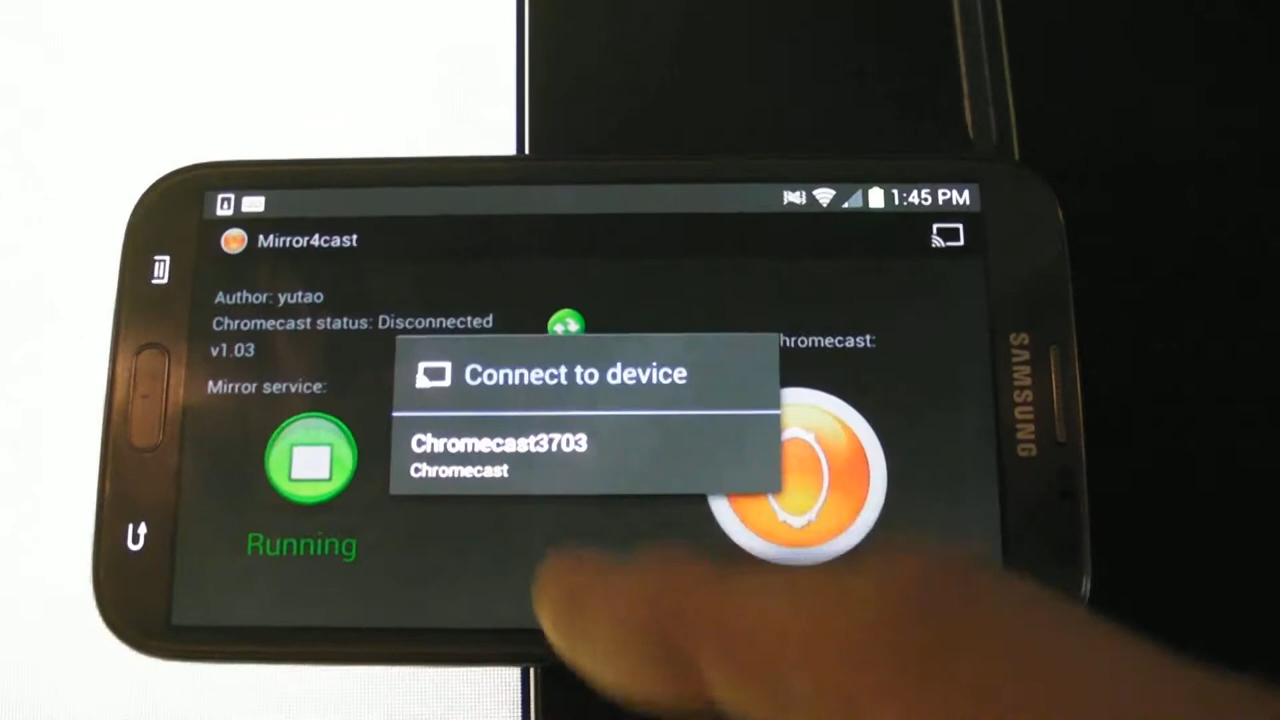 1:45 PM
Mirror4cast
Author: yutao
Chromecast status: Disconnected
v1.03
hromecast:
Mirror service:
Connect to device
Chromecast3703
Chromecast
Running
SAMSUNG